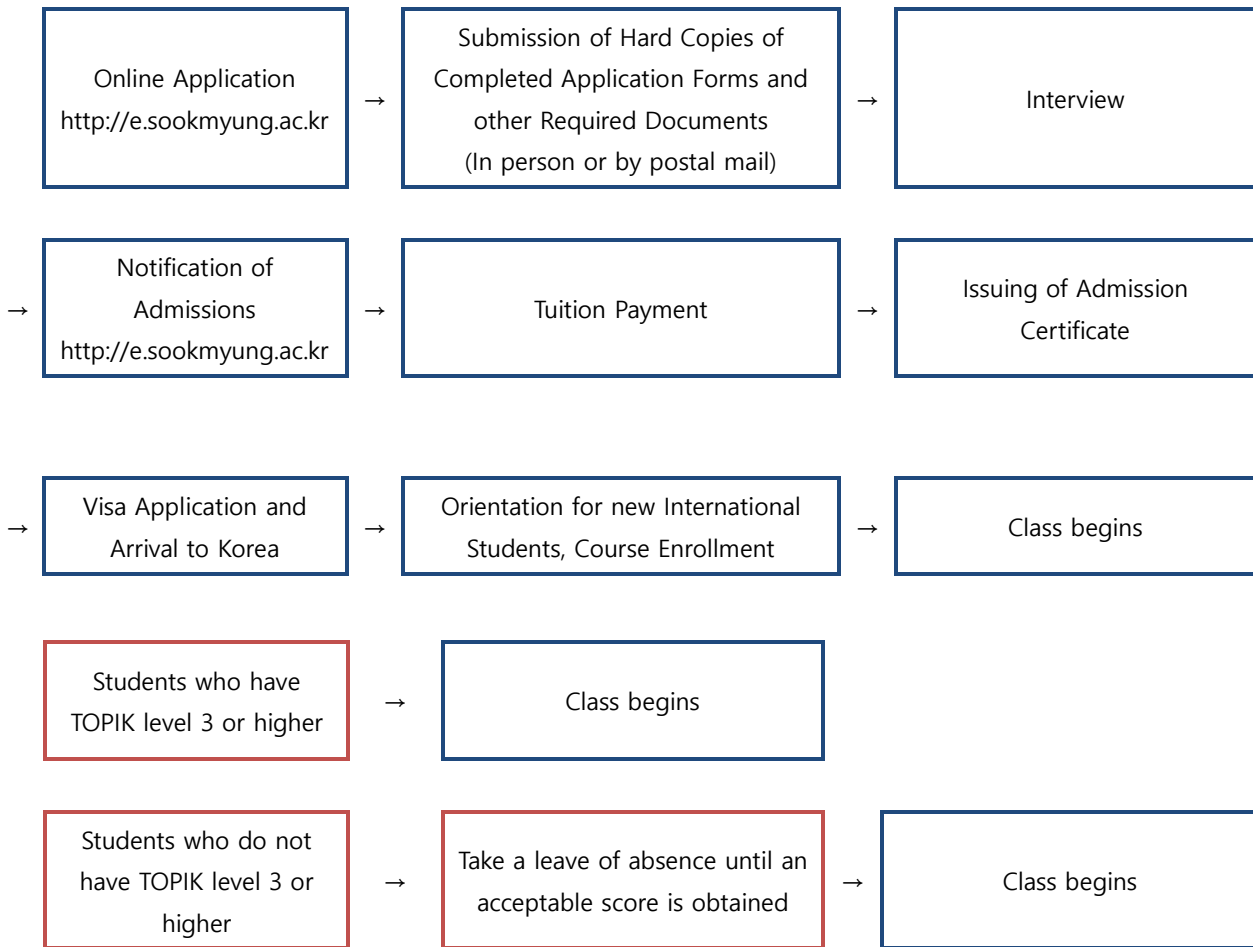 Online Application
http://e.sookmyung.ac.kr
→
Submission of Hard Copies of
Completed Application Forms and
other Required Documents
(In person or by postal mail)
→
Interview
→
Notification of
Admissions
http://e.sookmyung.ac.kr
→
Tuition Payment
→
Issuing of Admission
Certificate
→
Visa Application and
Arrival to Korea
→
Orientation for new International
Students, Course Enrollment
→
Class begins
Students who have
TOPIK level 3 or higher
→
Class begins
Students who do not
have TOPIK level 3 or
higher
→
Take a leave of absence until an
acceptable score is obtained
→
Class begins